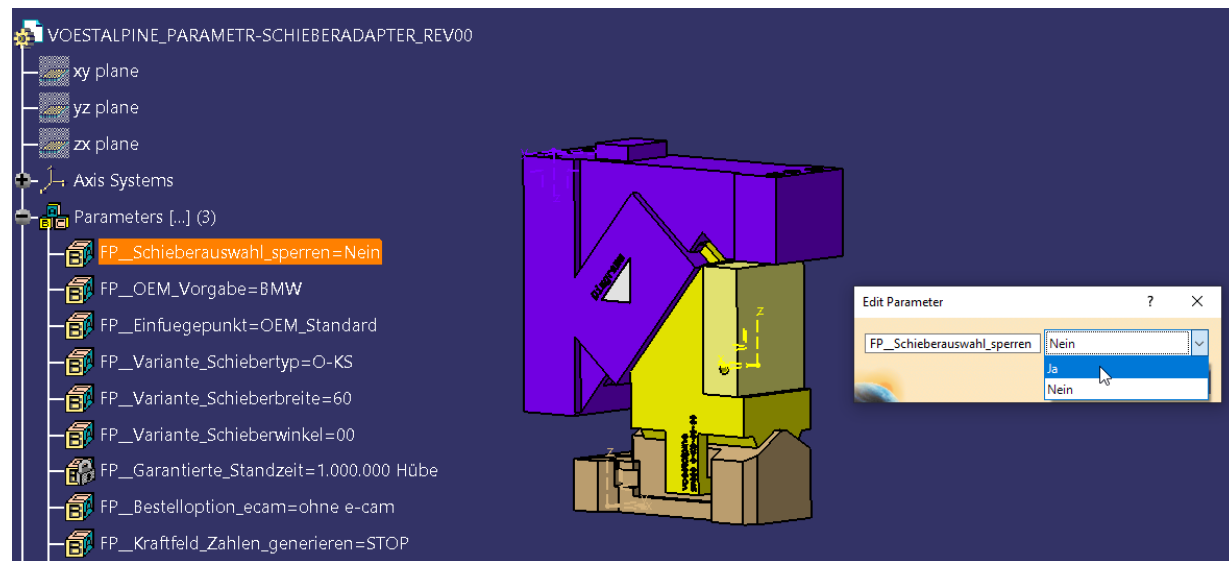 VOESTALPINE_PARAMETR-SCHIEBERADAPTER_REV00
xy plane
yz plane
zx plane
Axis Systems
Parameters [...] (3)
FP__Schieberauswahl_sperren=Nein
FP__OEM_Vorgabe=BMW
FP__Einfuegepunkt=OEM_Standard
FP__Variante_Schiebertyp=O-KS
FP__Variante_Schieberbreite=60
FP__Variante_Schieberwinkel=00
FP__Garantierte_Standzeit=1.000.000 Hübe
FP__Bestelloption_ecam=ohne e-cam
FP__Kraftfeld_Zahlen_generieren=STOP
Diagramm
Z
Z
Edit Parameter
?
FP__Schieberauswahl_sperren
Nein
Ja
Nein